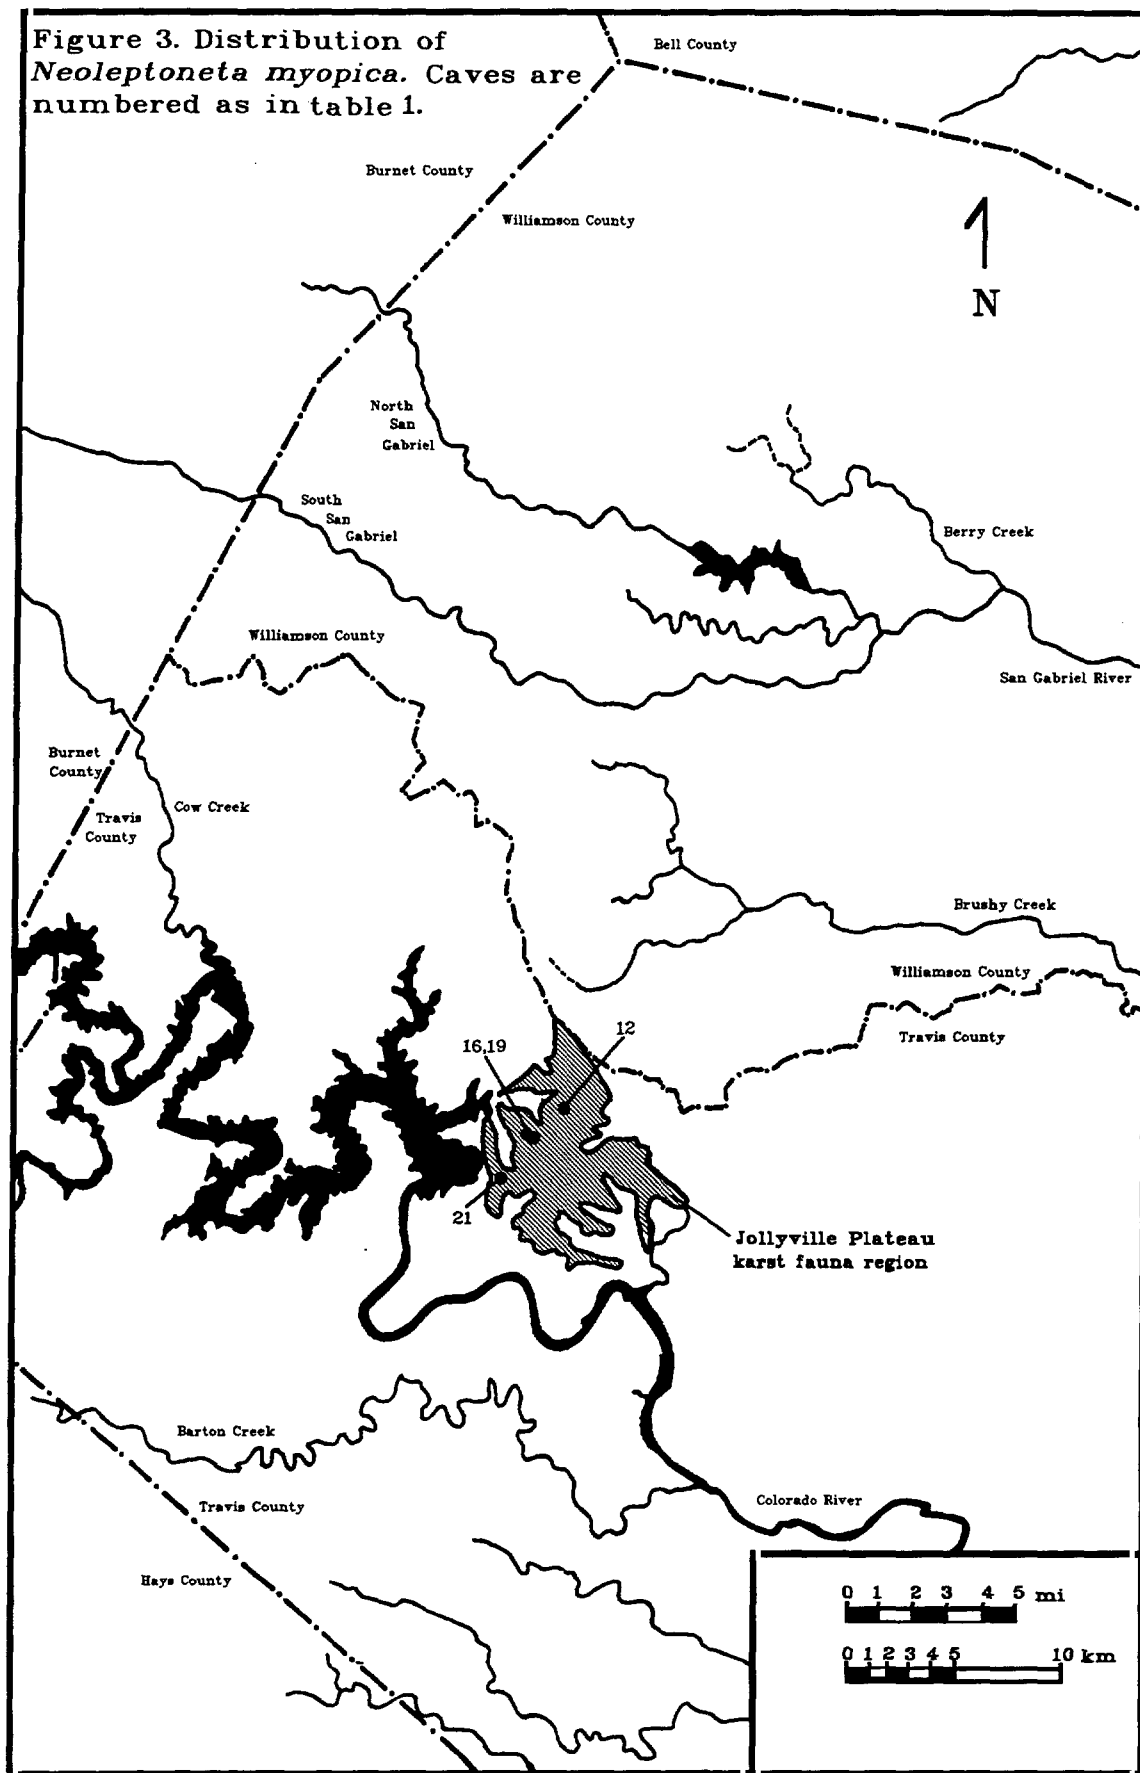 Figure 3. Distribution of
Neoleptoneta myopica. Caves are
numbered as in table 1.
Bell County
Burnet County
Williamson County
N
North
San
Gabriel
South
San
Gabriel
Berry Creek
Williamson County
San Gabriel River
Burnet
County
Travis
County
Cow Creek
Brushy Creek
Williamson County
Travis County
12
16,19
21
Jollyville Plateau
karst fauna region
Barton Creek
Travis County
Colorado River
Hays County
0 1 2 3 4 5 mi
0 1 2 3 4 5 10 km